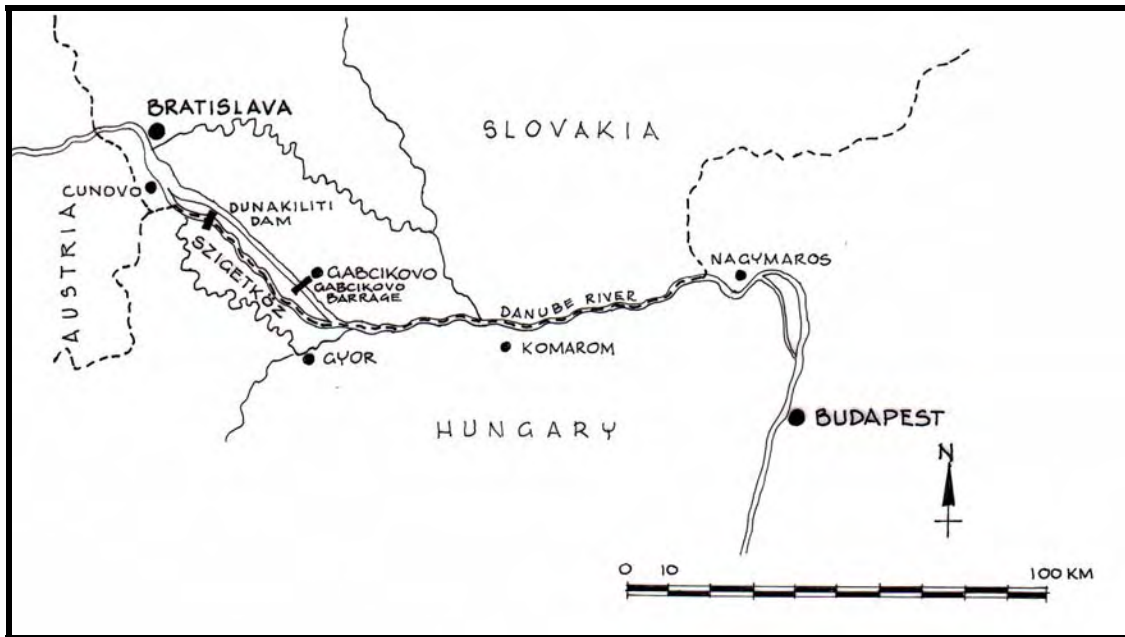 BRATISLAVA
SLOVAKIA
CUNOVO
DUNAKILITI
DAM
AUSTRIA
SZIGETKÖZ
GABCIKOVO
GABCIKOVO
BARRAGE
NAGYMAROS
DANUBE RIVER
KOMAROM
GYOR
HUNGARY
BUDAPEST
N
0 10 100 KM